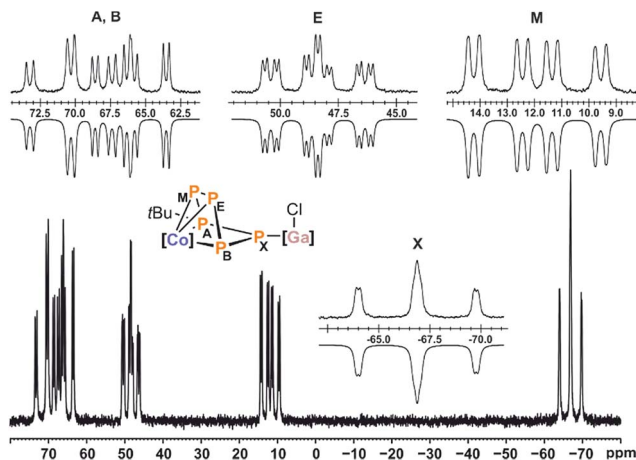 A, B E M
72.5 70.0 67.5 65.0 62.5
50.0 47.5 45.0
14.0 13.0 12.0 11.0 10.0 9.0
M P P E
tBu P A P B P X Cl
[Co] [Ga]
X
-65.0 -67.5 -70.0
70 60 50 40 30 20 10 0 −10 −20 −30 −40 −50 −60 −70 ppm